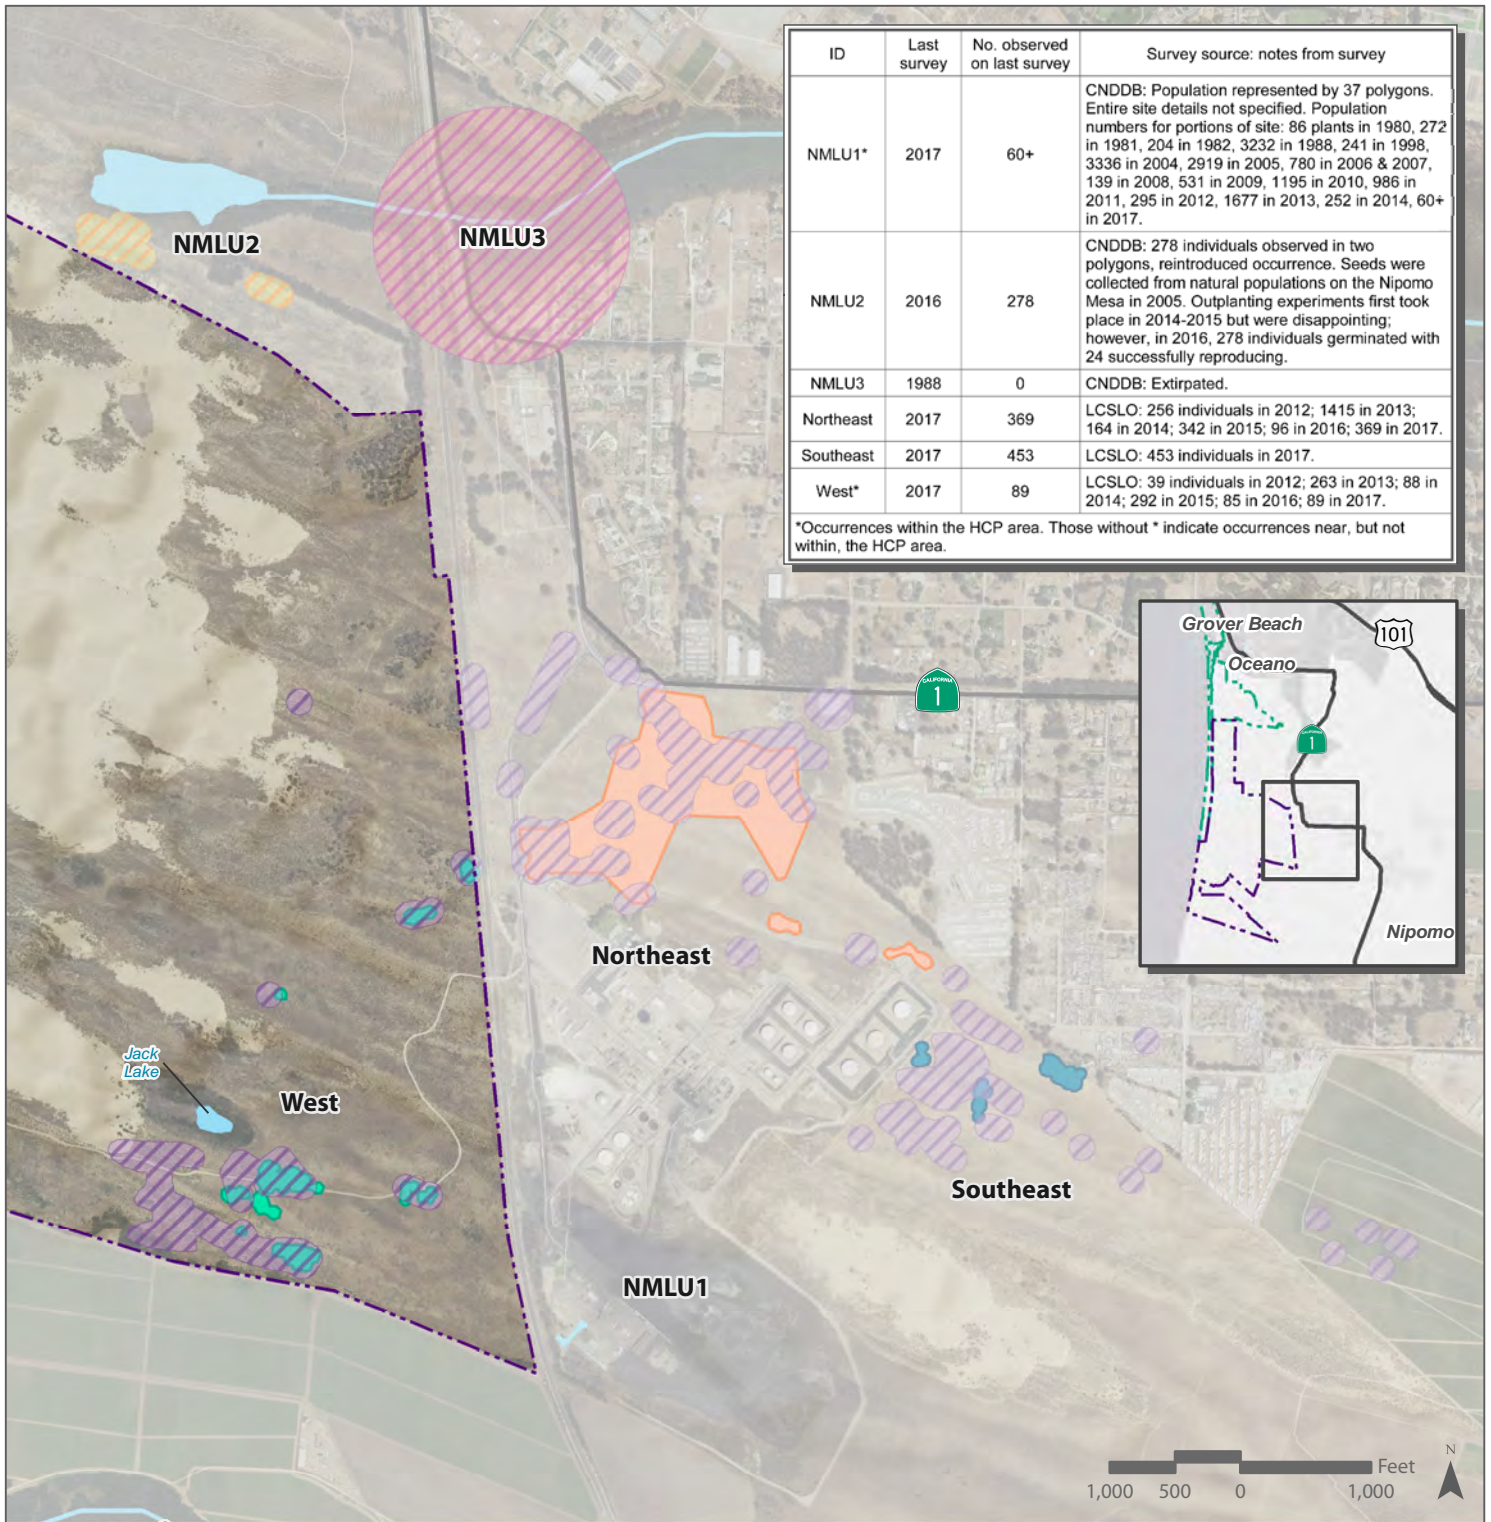 ID
Last
survey
No. observed
on last survey
Survey source: notes from survey
NMLU1*
2017
60+
CNDDB: Population represented by 37 polygons.
Entire site details not specified. Population
numbers for portions of site: 86 plants in 1980, 272
in 1981, 204 in 1982, 3232 in 1988, 241 in 1998,
3336 in 2004, 2919 in 2005, 780 in 2006 & 2007,
139 in 2008, 531 in 2009, 1195 in 2010, 986 in
2011, 295 in 2012, 1677 in 2013, 252 in 2014, 60+
in 2017.
NMLU2
2016
278
CNDDB: 278 individuals observed in two
polygons, reintroduced occurrence. Seeds were
collected from natural populations on the Nipomo
Mesa in 2005. Outplanting experiments first took
place in 2014-2015 but were disappointing;
however, in 2016, 278 individuals germinated with
24 successfully reproducing.
NMLU3
1988
0
CNDDB: Extirpated.
Northeast
2017
369
LCSLO: 256 individuals in 2012; 1415 in 2013;
164 in 2014; 342 in 2015; 96 in 2016; 369 in 2017.
Southeast
2017
453
LCSLO: 453 individuals in 2017.
West*
2017
89
LCSLO: 39 individuals in 2012; 263 in 2013; 88 in
2014; 292 in 2015; 85 in 2016; 89 in 2017.
*Occurrences within the HCP area. Those without * indicate occurrences near, but not
within, the HCP area.
NMLU2
NMLU3
CALIFORNIA
1
Grover Beach
101
Oceano
CALIFORNIA
1
Nipomo
Northeast
Jack
Lake
West
Southeast
NMLU1
N
Feet
1,000 500 0 1,000